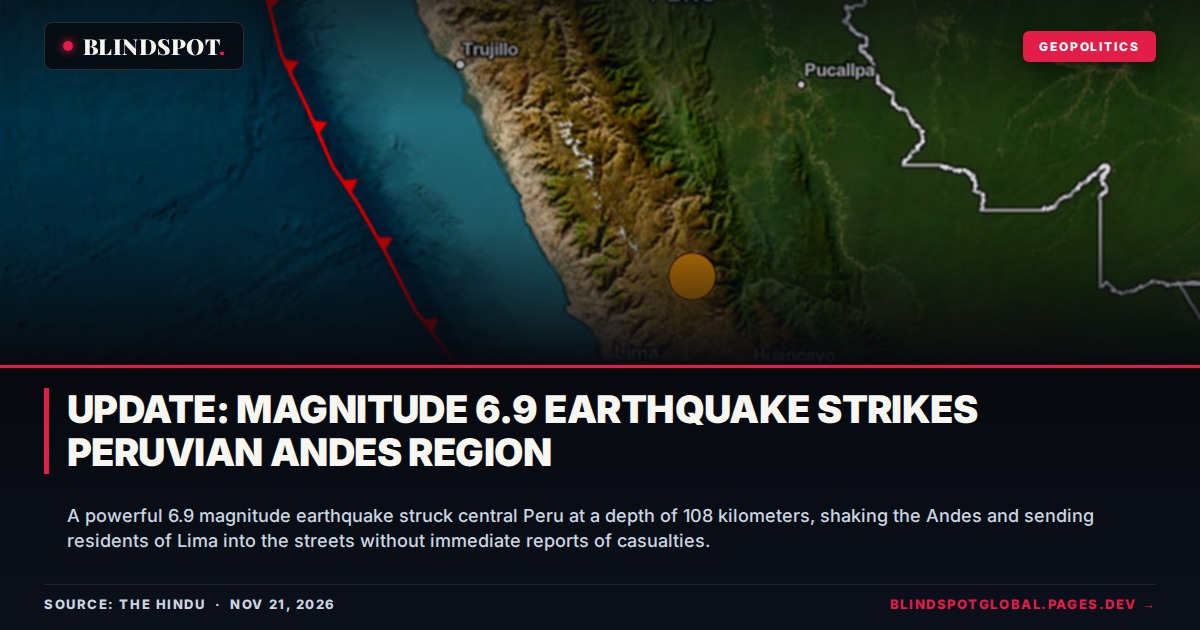 BLINDSPOT.
GEOPOLITICS
Trujillo
Pucallpa
Lima
Huancayo
UPDATE: MAGNITUDE 6.9 EARTHQUAKE STRIKES
PERUVIAN ANDES REGION
A powerful 6.9 magnitude earthquake struck central Peru at a depth of 108 kilometers, shaking the Andes and sending
residents of Lima into the streets without immediate reports of casualties.
SOURCE: THE HINDU · NOV 21, 2026
BLINDSPOTGLOBAL.PAGES.DEV →